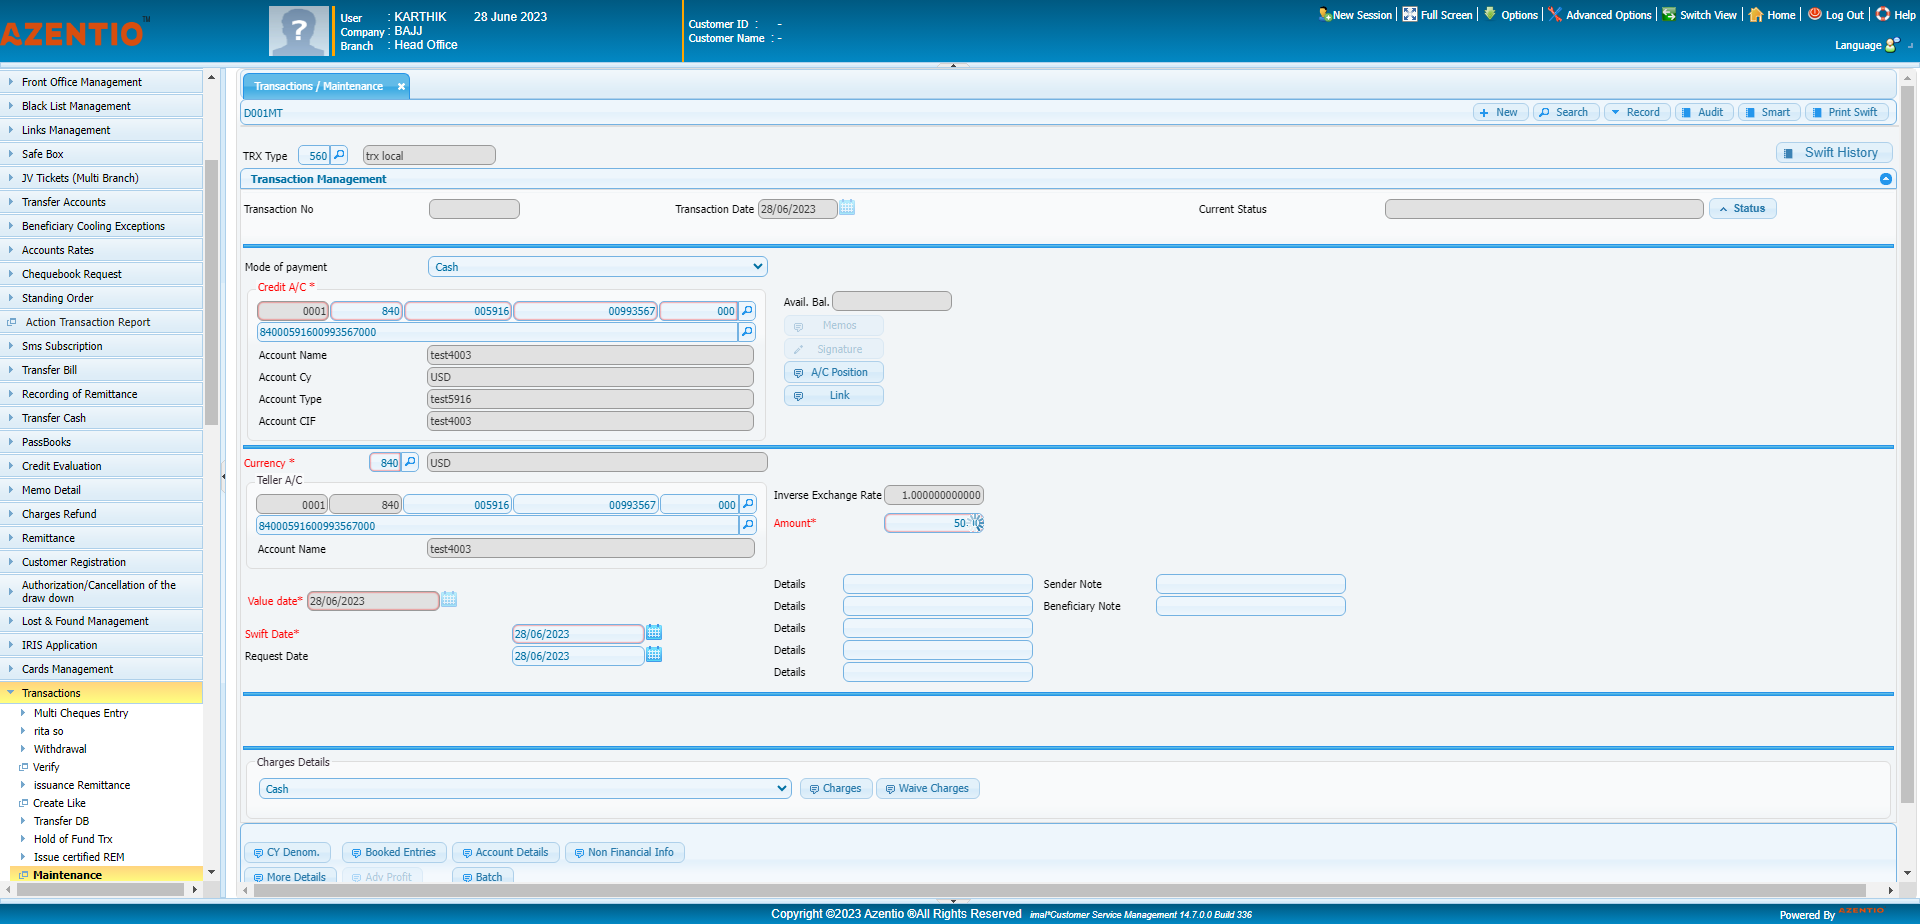 AZENTIO™
User : KARTHIK 28 June 2023
Company : BAJJ
Branch : Head Office
Customer ID : -
Customer Name : -
New Session Full Screen Options Advanced Options Switch View Home Log Out Help
Language
Front Office Management
Black List Management
Links Management
Safe Box
JV Tickets (Multi Branch)
Transfer Accounts
Beneficiary Cooling Exceptions
Accounts Rates
Chequebook Request
Standing Order
Action Transaction Report
Sms Subscription
Transfer Bill
Recording of Remittance
Transfer Cash
PassBooks
Credit Evaluation
Memo Detail
Charges Refund
Remittance
Customer Registration
Authorization/Cancellation of the
draw down
Lost & Found Management
IRIS Application
Cards Management
Transactions
Multi Cheques Entry
rita so
Withdrawal
Verify
issuance Remittance
Create Like
Transfer DB
Hold of Fund Trx
Issue certified REM
Maintenance
Transactions / Maintenance
D001MT
New Search Record Audit Smart Print Swift
TRX Type 560 trx local
Swift History
Transaction Management
Transaction No Transaction Date 28/06/2023 Current Status Status
Mode of payment Cash
Credit A/C *
0001 840 005916 00993567 000
84000591600993567000
Account Name test4003
Account Cy USD
Account Type test5916
Account CIF test4003
Avail. Bal.
Memos
Signature
A/C Position
Link
Currency * 840 USD
Teller A/C
0001 840 005916 00993567 000
84000591600993567000
Account Name test4003
Inverse Exchange Rate 1.000000000000
Amount* 50.
Value date* 28/06/2023
Swift Date* 28/06/2023
Request Date 28/06/2023
Details Sender Note
Details Beneficiary Note
Details
Details
Details
Charges Details
Cash Charges Waive Charges
CY Denom. Booked Entries Account Details Non Financial Info
More Details Adv Profit Batch
Copyright ©2023 Azentio ®All Rights Reserved imal*Customer Service Management 14.7.0.0 Build 336
Powered By AZENTIO